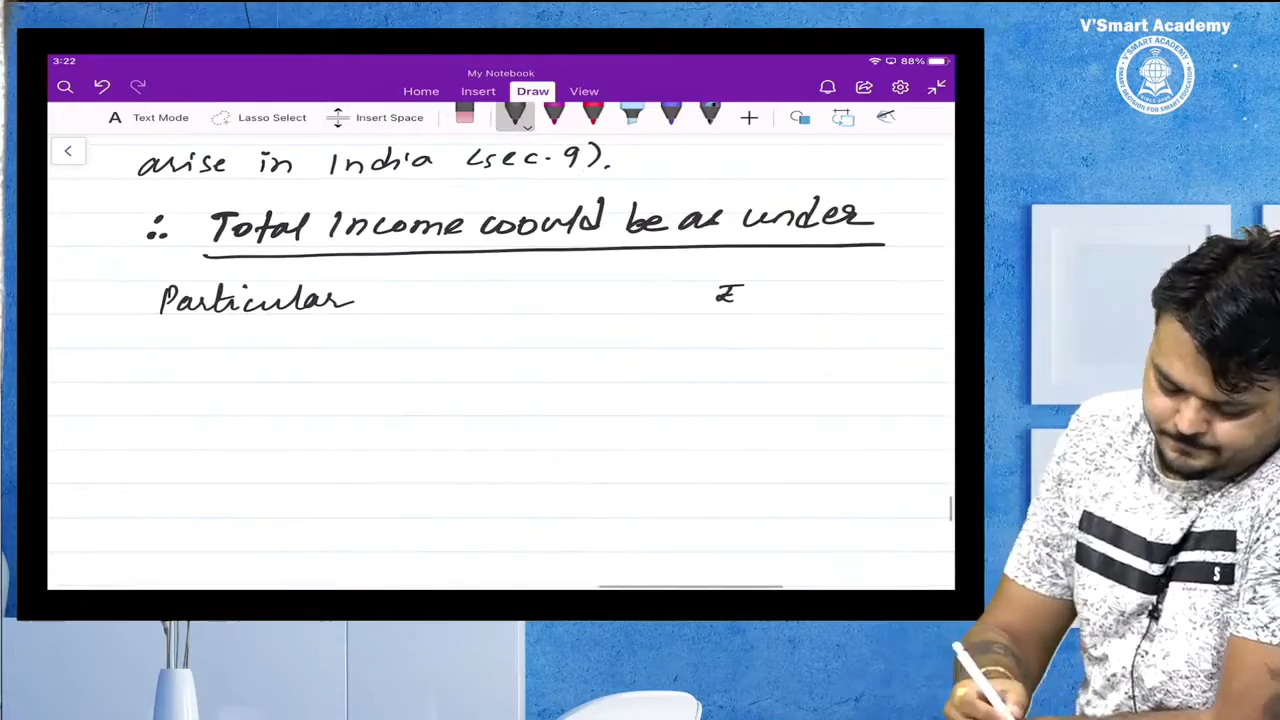 V'Smart Academy
3:22
88%
My Notebook
Home Insert Draw View
A Text Mode Lasso Select Insert Space
arise in India (sec. 9).
∴ Total Income woould be as under
Particular ₹
S